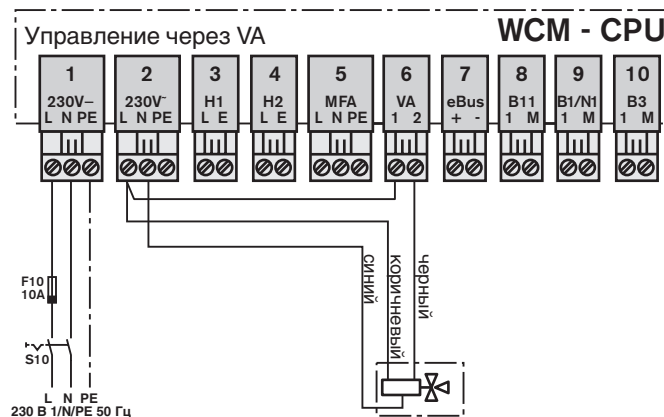 Управление через VA
WCM - CPU
1 2 3 4 5 6 7 8 9 10
230V~ 230V~ H1 H2 MFA VA eBus B11 B1/N1 B3
L N PE L N PE L E L E L N PE 1 2 + - 1 M 1 M 1 M
синий
коричневый
черный
F10
10A
S10
L N PE
230 В 1/N/PE 50 Гц